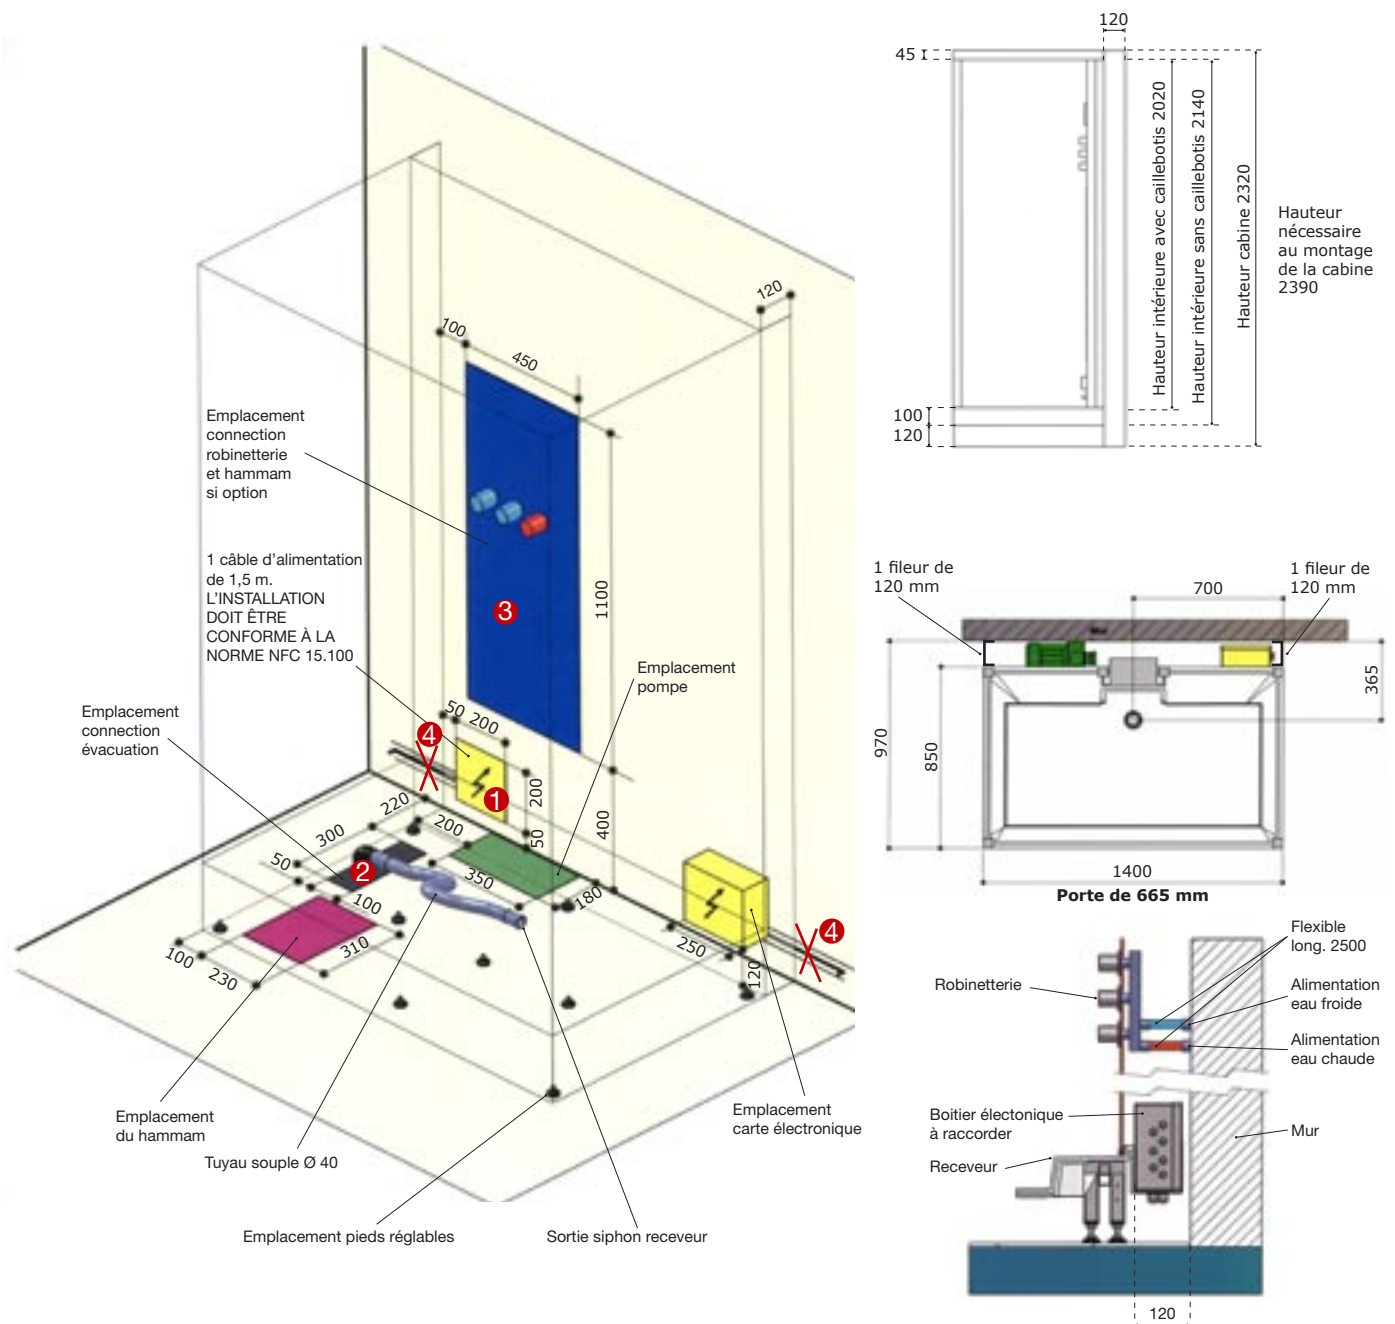 120
45
Hauteur intérieure avec caillebotis 2020
Hauteur intérieure sans caillebotis 2140
Hauteur cabine 2320
Hauteur
nécessaire
au montage
de la cabine
2390
100
120
120
100
450
Emplacement
connection
robinetterie
et hammam
si option
1 câble d'alimentation
de 1,5 m.
L'INSTALLATION
DOIT ÊTRE
CONFORME À LA
NORME NFC 15.100
3
1100
Emplacement
pompe
Emplacement
connection
évacuation
50
200
4
1
200
50
400
220
300
200
50
2
350
180
100
310
100
230
250
120
4
Emplacement
du hammam
Tuyau souple Ø 40
Emplacement pieds réglables
Sortie siphon receveur
Emplacement
carte électronique
1 fileur de
120 mm
700
1 fileur de
120 mm
365
970
850
1400
Porte de 665 mm
Flexible
long. 2500
Robinetterie
Alimentation
eau froide
Alimentation
eau chaude
Boitier électonique
à raccorder
Mur
Receveur
120